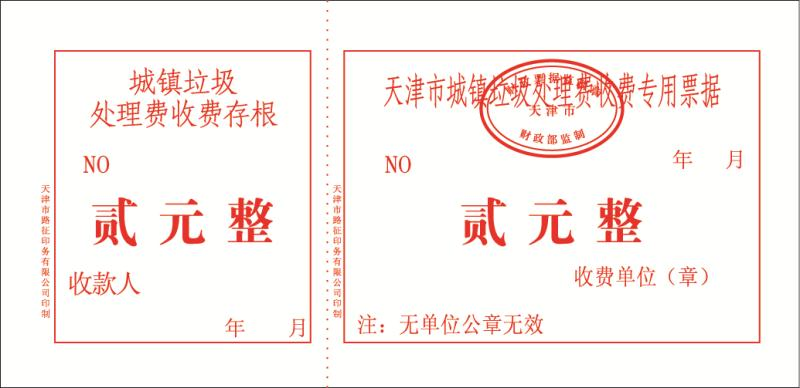 城镇垃圾
处理费收费存根
NO
贰元整
收款人
年 月
天津市路征印务有限公司印制
天津市路征印务有限公司印制
天津市城镇垃圾处理费收费专用票据
天津市
财政部监制
NO
年 月
贰元整
收费单位（章）
注：无单位公章无效